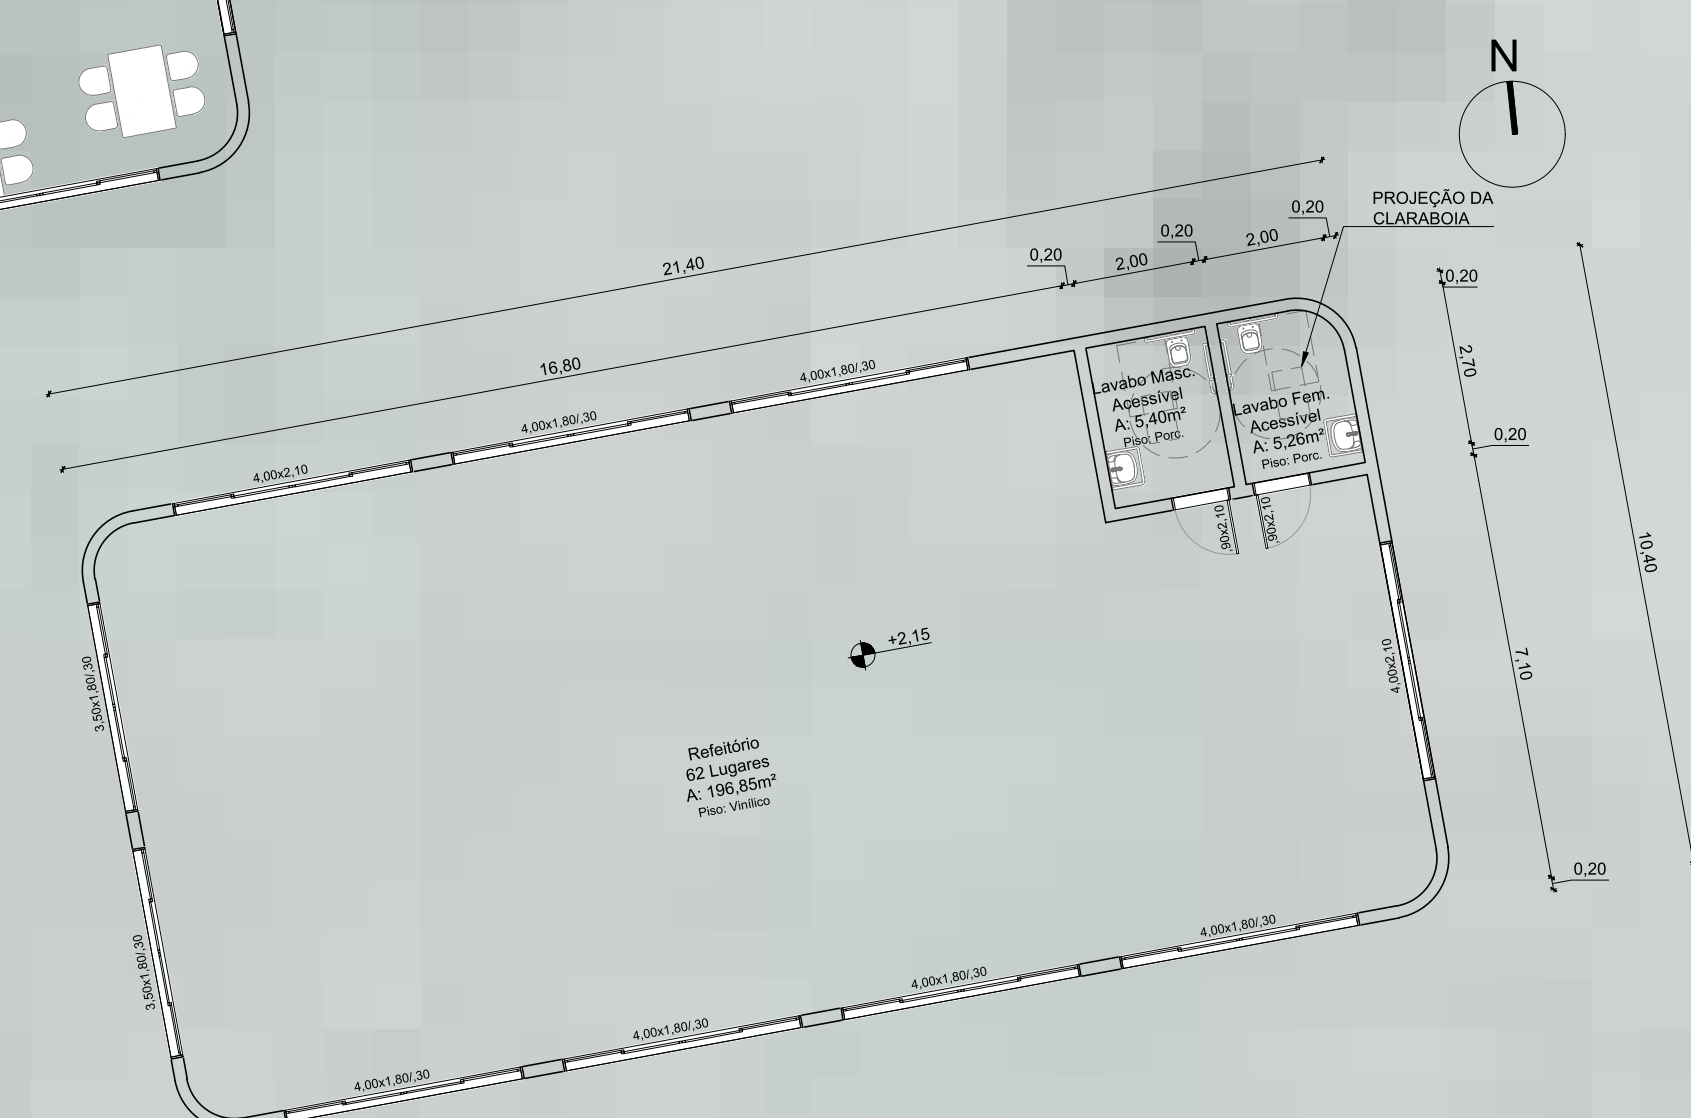 N
PROJEÇÃO DA
CLARABOIA
0,20
0,20
0,20
2,00
2,00
21,40
16,80
0,20
2,70
0,20
7,10
0,20
10,40
4,00x1,80/,30
4,00x1,80/,30
4,00x2,10
Lavabo Masc.
Acessível
A: 5,40m²
Piso: Porc.
Lavabo Fem.
Acessível
A: 5,26m²
Piso: Porc.
,90x2,10
,90x2,10
+2,15
4,00x2,10
3,50x1,80/,30
Refeitório
62 Lugares
A: 196,85m²
Piso: Vinílico
3,50x1,80/,30
4,00x1,80/,30
4,00x1,80/,30
4,00x1,80/,30
4,00x1,80/,30